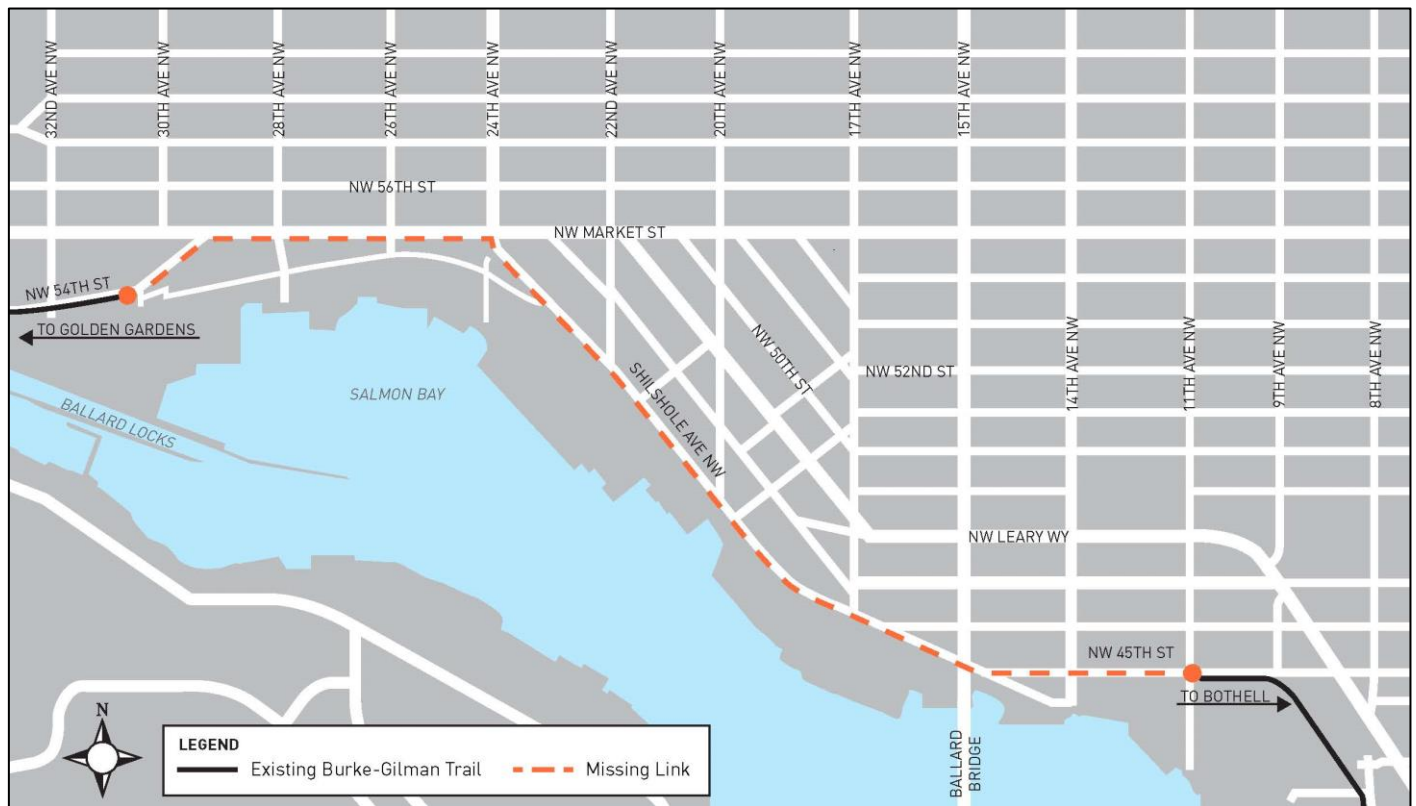 32ND AVE NW
30TH AVE NW
28TH AVE NW
26TH AVE NW
24TH AVE NW
22ND AVE NW
20TH AVE NW
17TH AVE NW
15TH AVE NW
NW 56TH ST
NW MARKET ST
NW 54TH ST
TO GOLDEN GARDENS
SALMON BAY
BALLARD LOCKS
SHILSHOLE AVE NW
NW 50TH ST
NW 52ND ST
14TH AVE NW
11TH AVE NW
9TH AVE NW
8TH AVE NW
NW LEARY WY
NW 45TH ST
TO BOTHELL
BALLARD
BRIDGE
N
LEGEND
Existing Burke-Gilman Trail
Missing Link